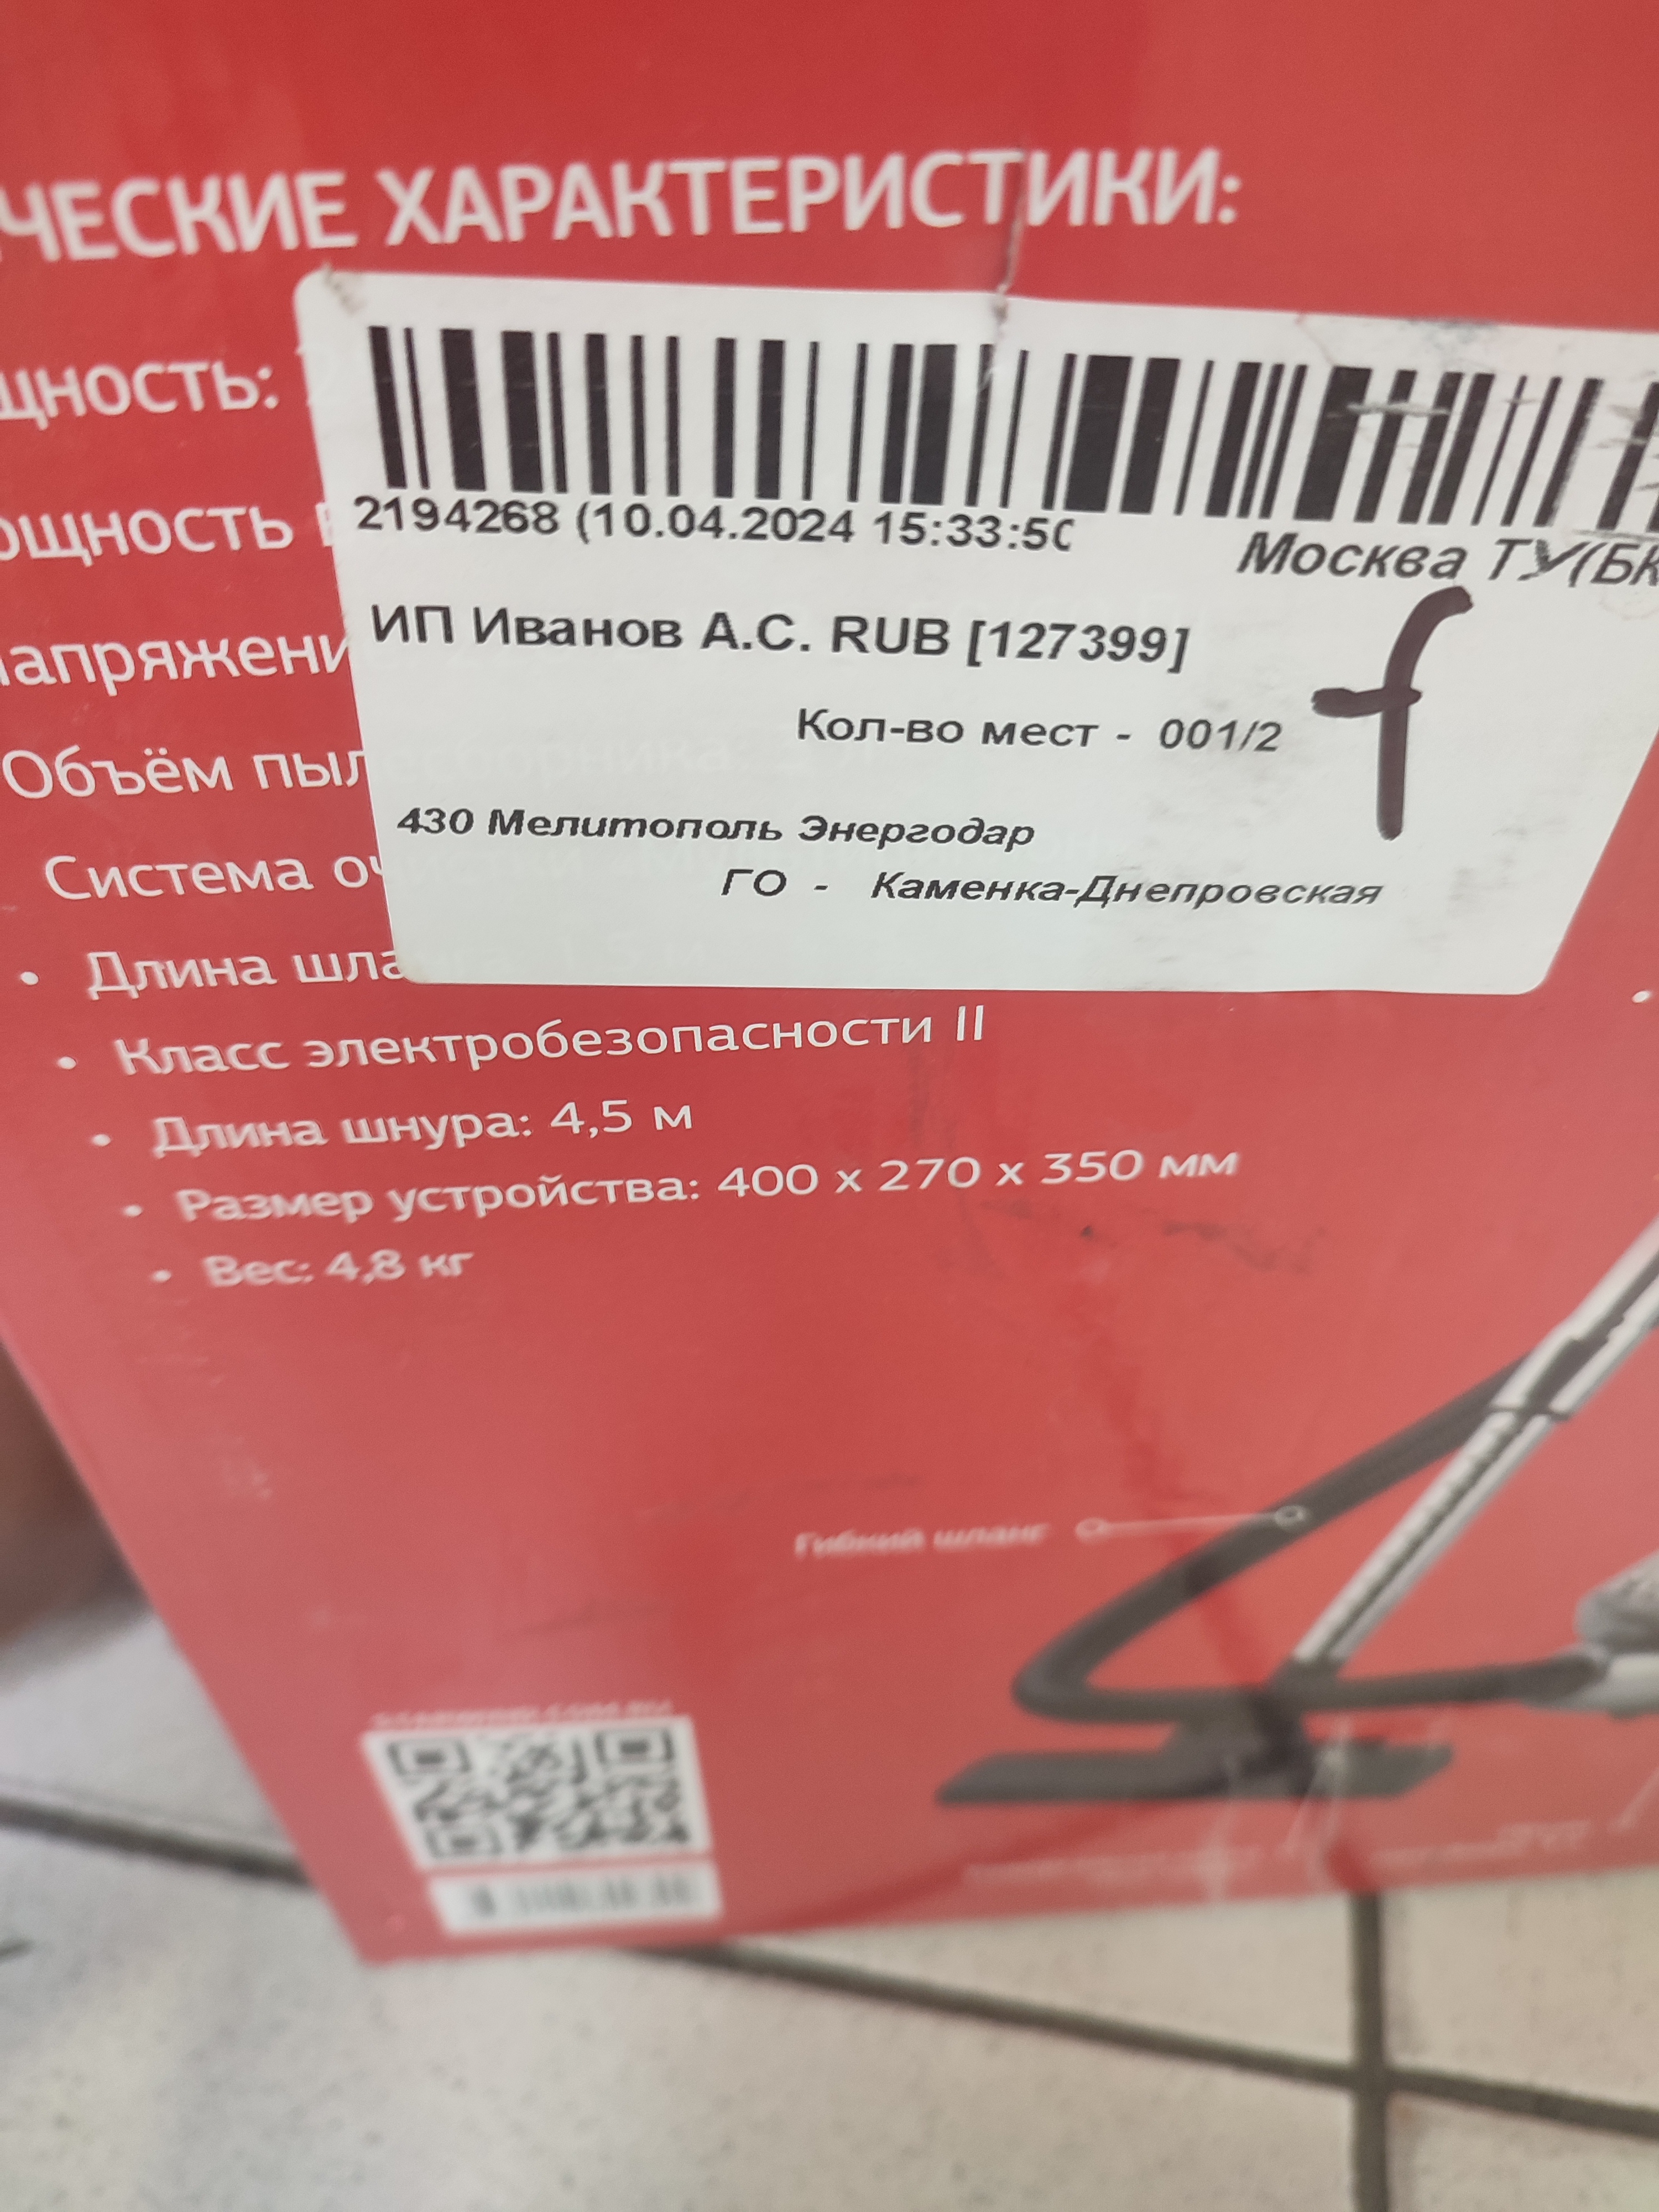 ЧЕСКИЕ ХАРАКТЕРИСТИКИ:
щность:
2194268 (10.04.2024 15:33:50
Москва ТУ(БК
ощность
ИП Иванов А.С. RUB [127399]
апряжени
Кол-во мест - 001/2
f
Объём пыл
430 Мелитополь Энергодар
Система оч
ГО - Каменка-Днепровская
• Длина шла
• Класс электробезопасности II
• Длина шнура: 4,5 м
• Размер устройства: 400 x 270 x 350 мм
• Вес: 4,8 кг
Гибкий шланг